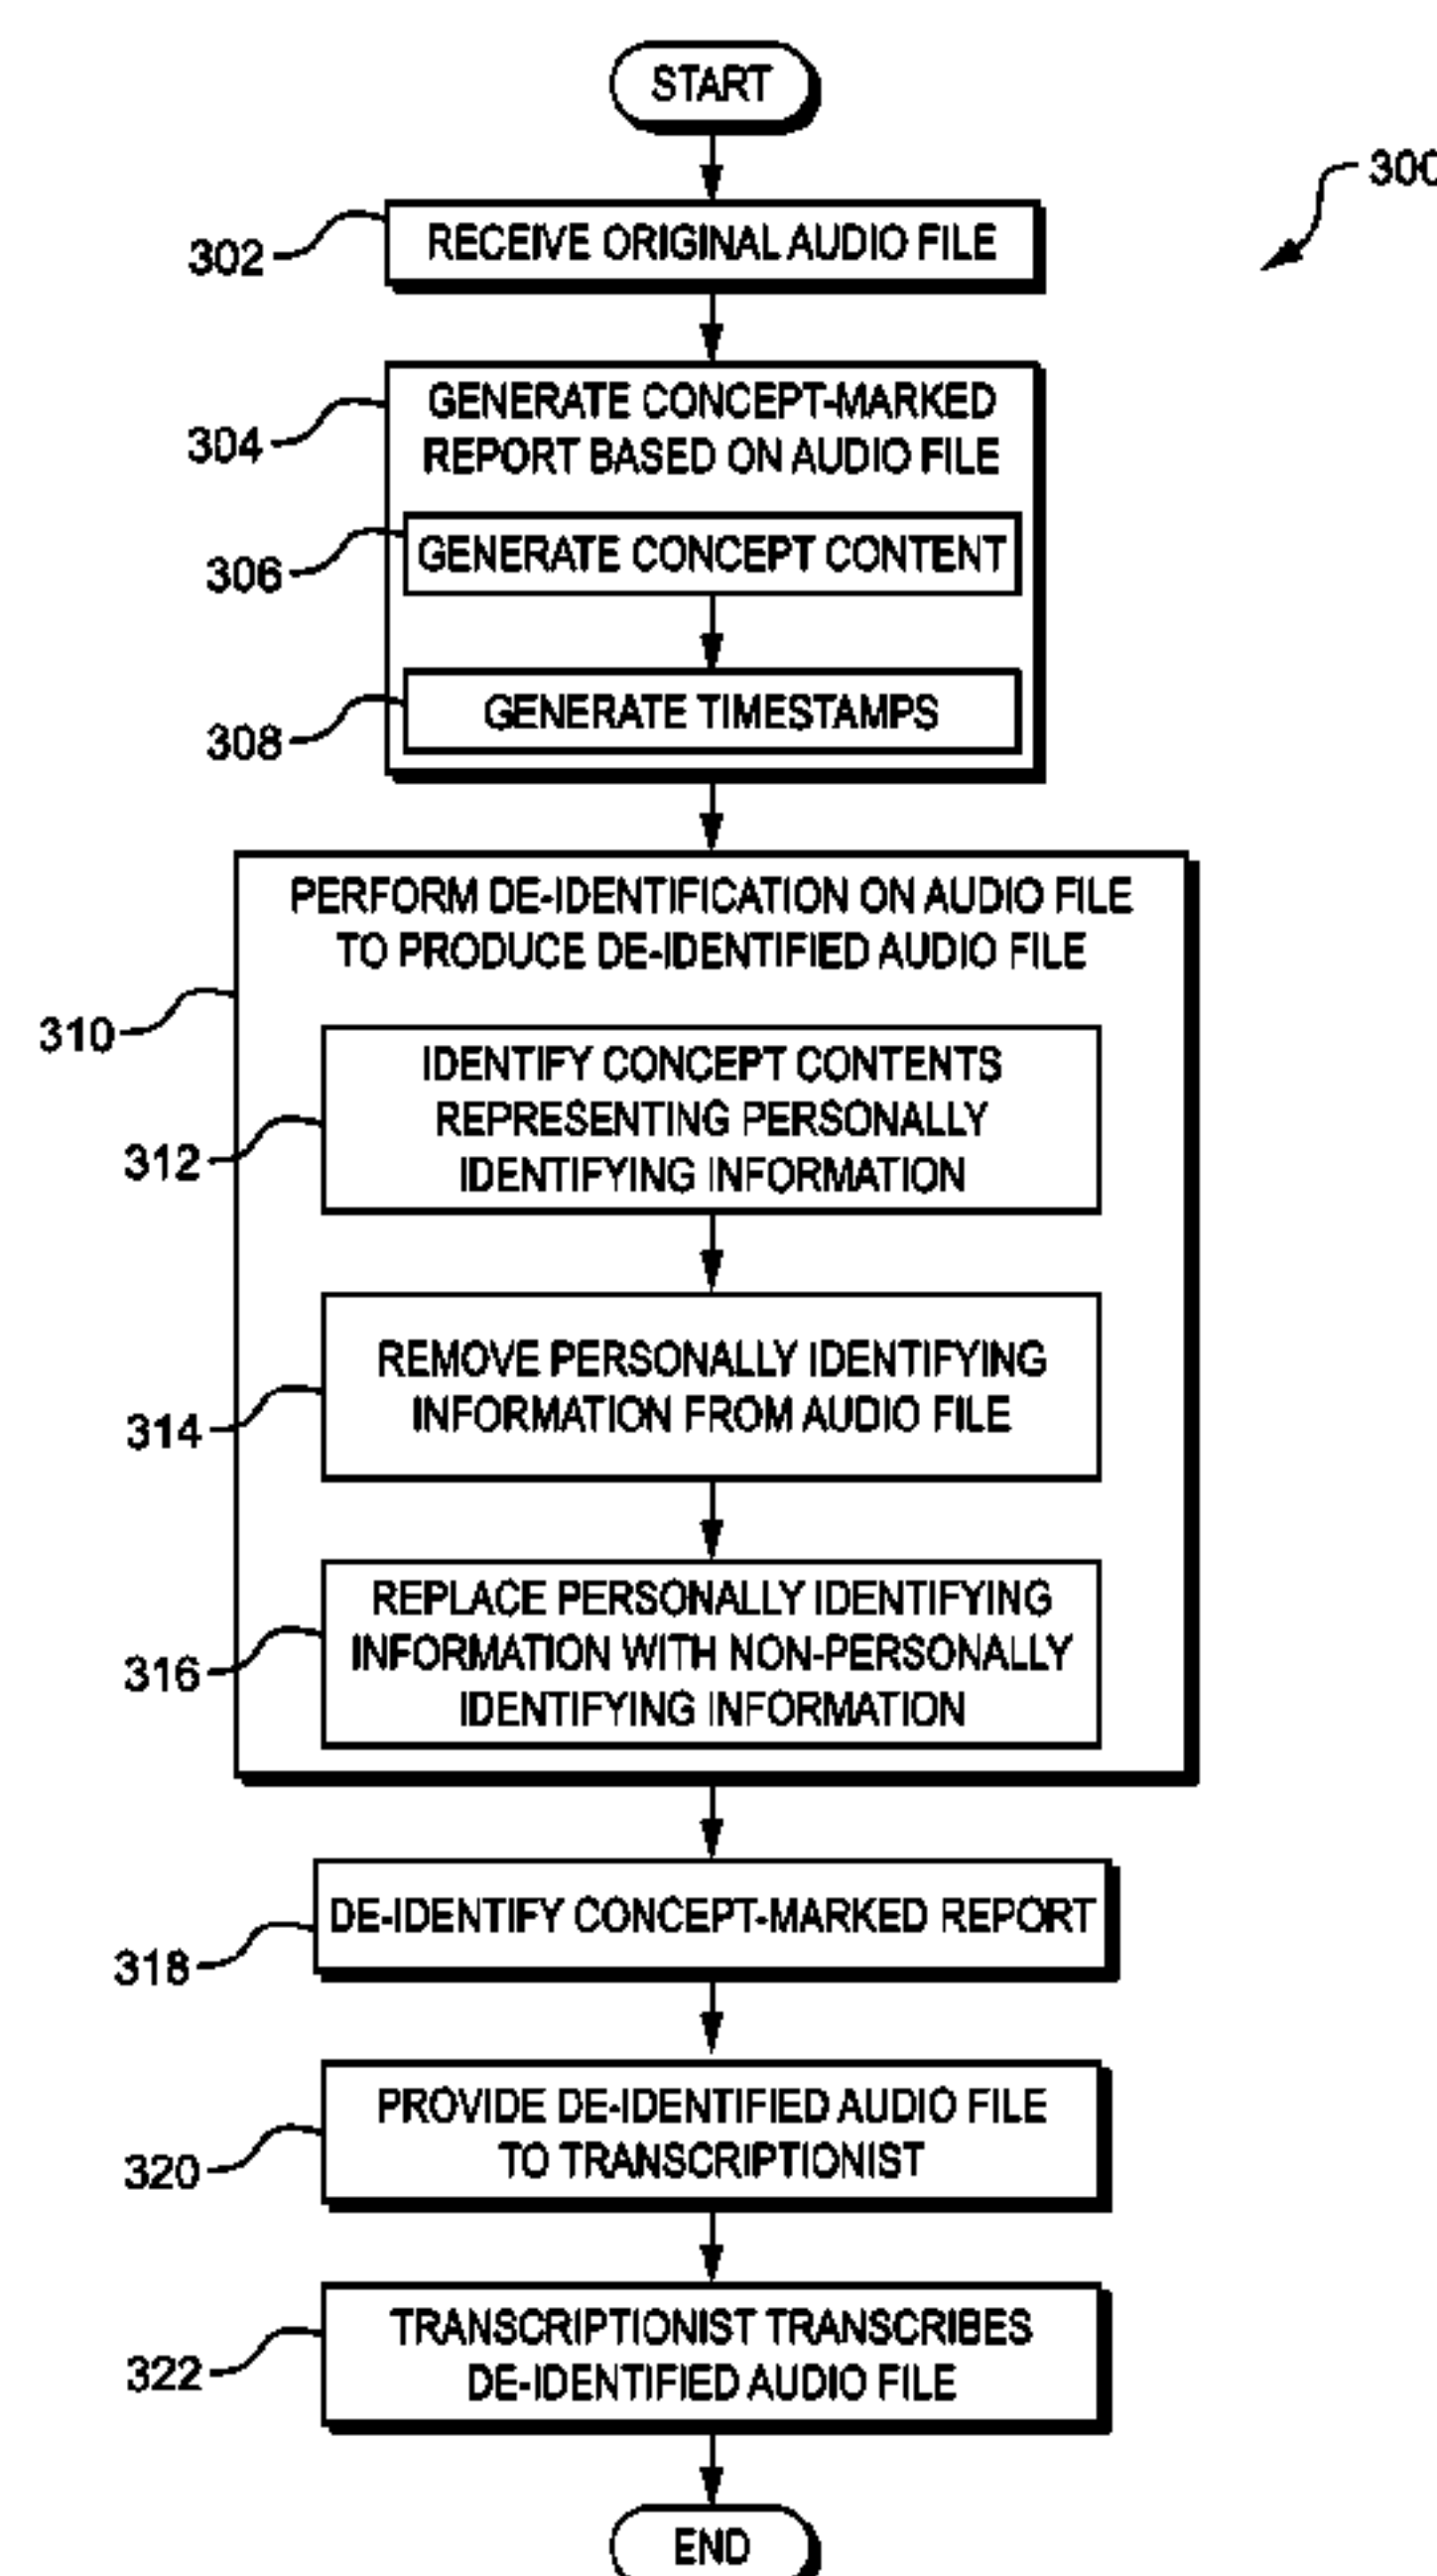 START
300
302
RECEIVE ORIGINAL AUDIO FILE
304
GENERATE CONCEPT-MARKED
REPORT BASED ON AUDIO FILE
306
GENERATE CONCEPT CONTENT
308
GENERATE TIMESTAMPS
310
PERFORM DE-IDENTIFICATION ON AUDIO FILE
TO PRODUCE DE-IDENTIFIED AUDIO FILE
312
IDENTIFY CONCEPT CONTENTS
REPRESENTING PERSONALLY
IDENTIFYING INFORMATION
314
REMOVE PERSONALLY IDENTIFYING
INFORMATION FROM AUDIO FILE
316
REPLACE PERSONALLY IDENTIFYING
INFORMATION WITH NON-PERSONALLY
IDENTIFYING INFORMATION
318
DE-IDENTIFY CONCEPT-MARKED REPORT
320
PROVIDE DE-IDENTIFIED AUDIO FILE
TO TRANSCRIPTIONIST
322
TRANSCRIPTIONIST TRANSCRIBES
DE-IDENTIFIED AUDIO FILE
END